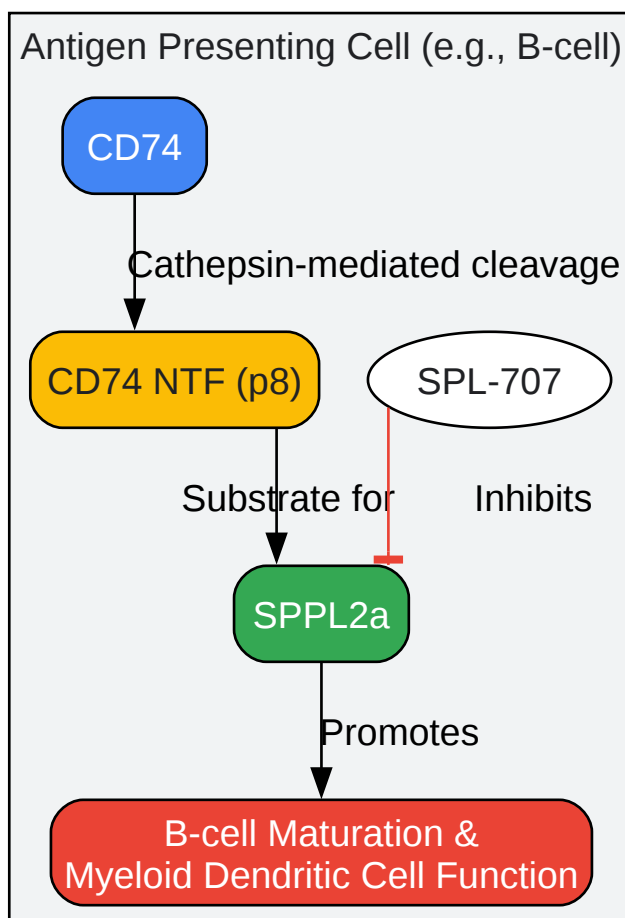 Antigen Presenting Cell (e.g., B-cell)
CD74
Cathepsin-mediated cleavage
CD74 NTF (p8)
SPL-707
Substrate for
Inhibits
SPPL2a
Promotes
B-cell Maturation &
Myeloid Dendritic Cell Function